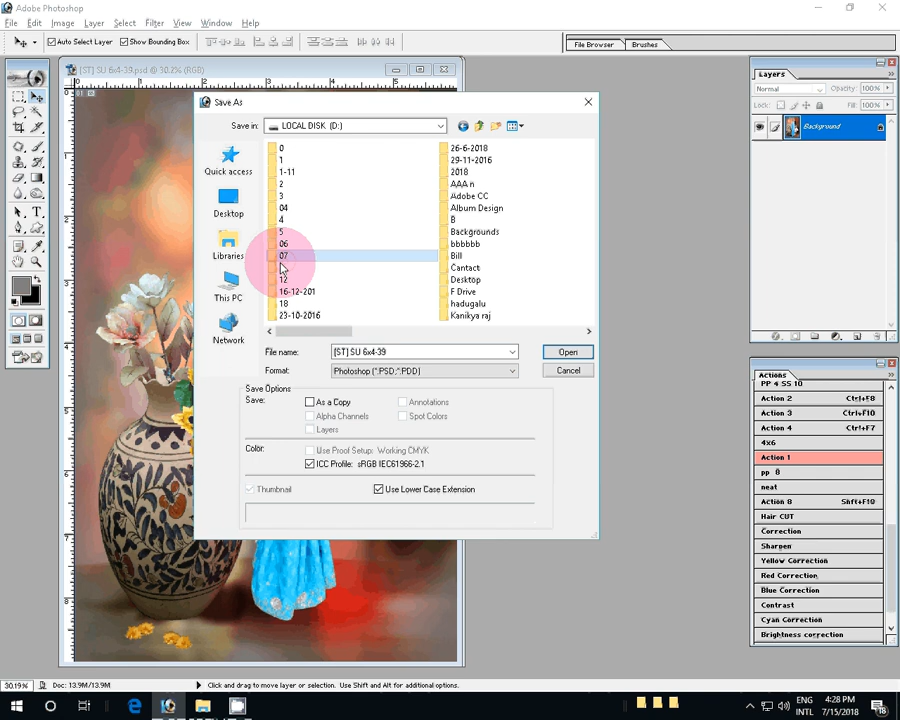 Adobe Photoshop
File Edit Image Layer Select Filter View Window Help
Auto Select Layer Show Bounding Box
File Browser Brushes
[ST] SU 6x4-39.psd @ 30.2% (RGB)
Save As
Save in: LOCAL DISK (D:)
Quick access
Desktop
Libraries
This PC
Network
0
1
1-11
2
3
04
4
5
06
07
12
16-12-201
18
23-10-2016
26-6-2018
29-11-2016
2018
AAA n
Adobe CC
Album Design
B
Backgrounds
bbbbbb
Bill
Cantact
Desktop
F Drive
hadugalu
Kanikya raj
File name: [ST] SU 6x4-39 Open
Format: Photoshop (*.PSD;*.PDD) Cancel
Save Options
Save: As a Copy Annotations
Alpha Channels Spot Colors
Layers
Color: Use Proof Setup: Working CMYK
ICC Profile: sRGB IEC61966-2.1
Thumbnail Use Lower Case Extension
Layers
Normal Opacity: 100%
Lock: Fill: 100%
Background
Actions
PP 4 SS 10
Action 2 Ctrl+F8
Action 3 Ctrl+F10
Action 4 Ctrl+F7
4x6
Action 1
pp 8
neat
Action 8 Shft+F10
Hair CUT
Correction
Sharpen
Yellow Correction
Red Correction
Blue Correction
Contrast
Cyan Correction
Brightness correction
30.19% Doc: 13.9M/13.9M Click and drag to move layer or selection. Use Shift and Alt for additional options.
ENG
INTL
4:28 PM
7/15/2018
18